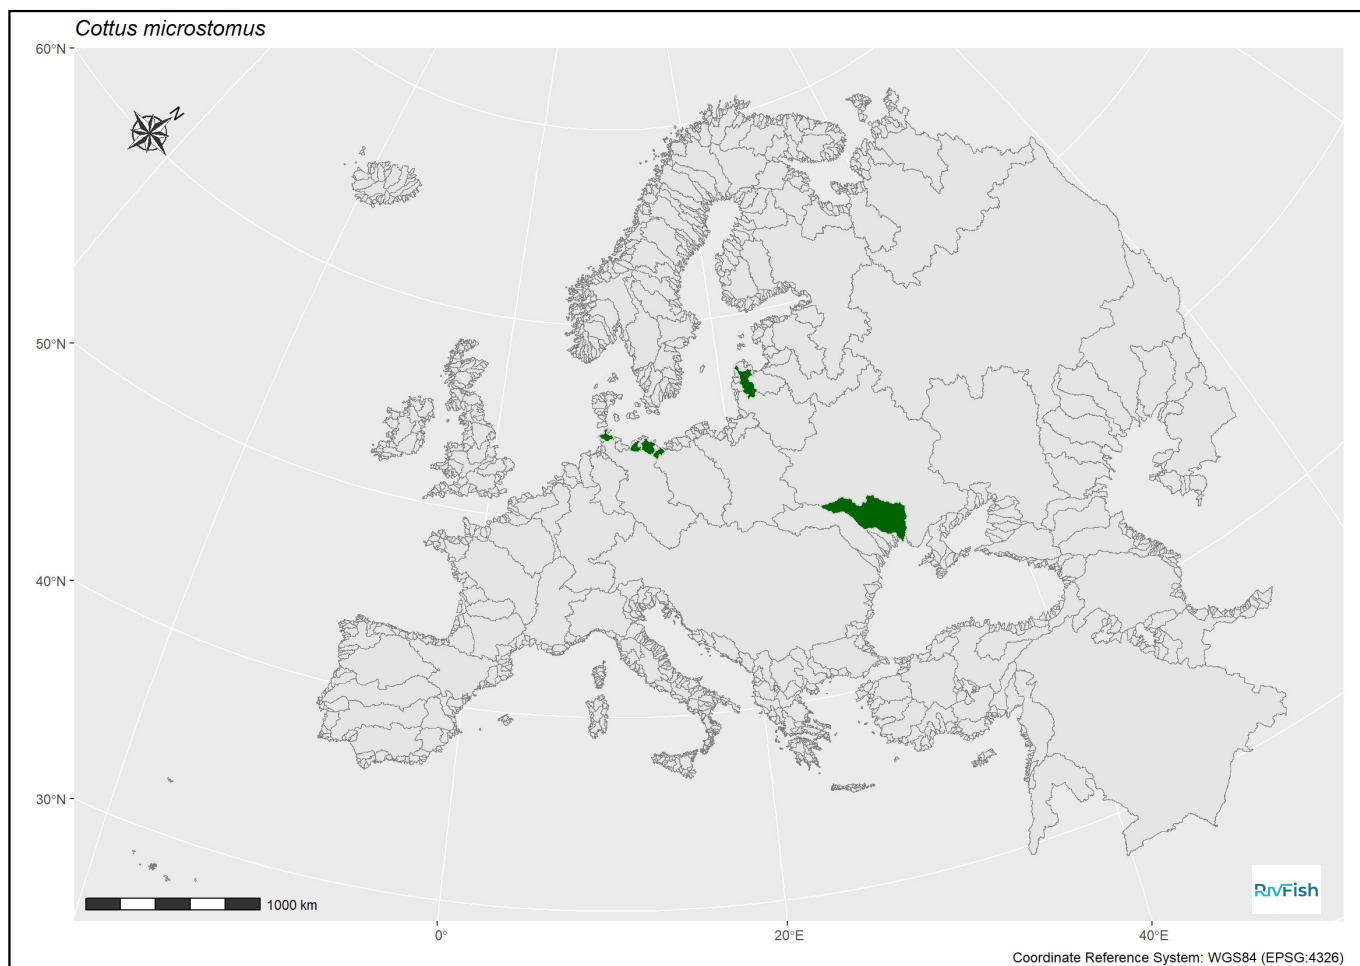 Cottus microstomus
60°N
N
50°N
40°N
30°N
1000 km
RIVFISH
0°
20°E
40°E
Coordinate Reference System: WGS84 (EPSG:4326)